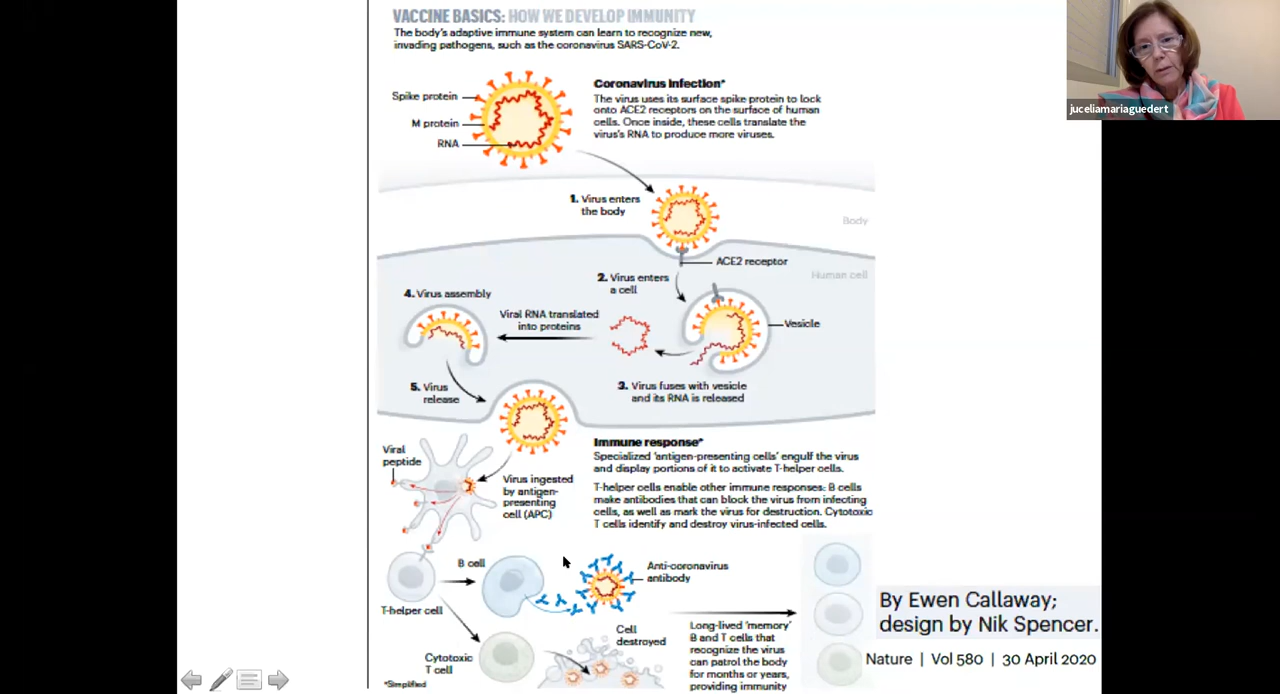 VACCINE BASICS: HOW WE DEVELOP IMMUNITY
The body's adaptive immune system can learn to recognize new,
invading pathogens, such as the coronavirus SARS-CoV-2.
juceliamariaguedert
Spike protein
M protein
RNA
Coronavirus infection*
The virus uses its surface spike protein to lock
onto ACE2 receptors on the surface of human
cells. Once inside, these cells translate the
virus's RNA to produce more viruses.
1. Virus enters
the body
Body
ACE2 receptor
Human cell
2. Virus enters
a cell
4. Virus assembly
Viral RNA translated
into proteins
Vesicle
3. Virus fuses with vesicle
and its RNA is released
5. Virus
release
Viral
peptide
Virus ingested
by antigen-
presenting
cell (APC)
Immune response*
Specialized 'antigen-presenting cells' engulf the virus
and display portions of it to activate T-helper cells.
T-helper cells enable other immune responses: B cells
make antibodies that can block the virus from infecting
cells, as well as mark the virus for destruction. Cytotoxic
T cells identify and destroy virus-infected cells.
B cell
Anti-coronavirus
antibody
T-helper cell
Cytotoxic
T cell
Cell
destroyed
Long-lived 'memory'
B and T cells that
recognize the virus
can patrol the body
for months or years,
providing immunity
*Simplified
By Ewen Callaway;
design by Nik Spencer.
Nature | Vol 580 | 30 April 2020